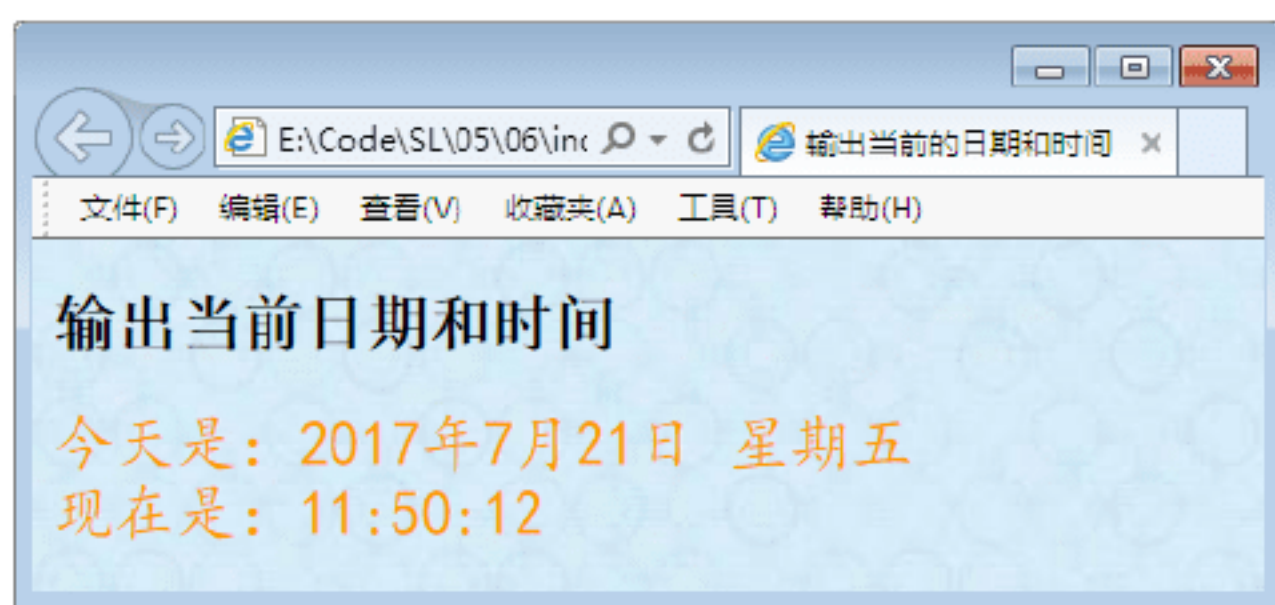 E:\Code\SL\05\06\inc
输出当前的日期和时间
文件(F) 编辑(E) 查看(V) 收藏夹(A) 工具(T) 帮助(H)
输出当前日期和时间
今天是：2017年7月21日 星期五
现在是：11:50:12